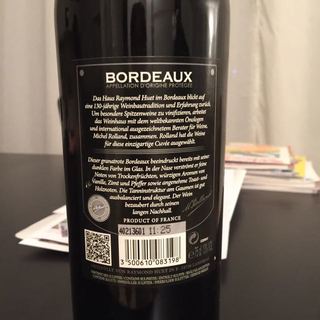 BORDEAUX
APPELLATION D'ORIGINE PROTÉGÉE
Das Haus Raymond Huet im Bordeaux blickt auf
eine 130-jährige Weinbautradition und Erfahrung zurück.
Um besondere Spitzenweine zu vinifizieren, arbeitet
das Weinhaus mit dem weltbekannten Önologen
und international ausgezeichnetem Berater für Weine,
Michel Rolland, zusammen. Rolland hat die Rotweine
für diese einzigartige Cuvée ausgewählt.
Dieser granatrote Bordeaux beeindruckt bereits mit seiner
dunklen Farbe im Glas. In der Nase verströmt er feine
Noten von Trockenfrüchten, würzigen Aromen von
Vanille, Zimt und Pfeffer sowie angenehme Toast- und
Holznoten. Die Tanninstruktur am Gaumen ist gut
ausbalanciert und elegant. Der Wein
bezaubert durch seinen
langen Nachhall.
PRODUCT OF FRANCE
40213601 11:25
3 500610 083198